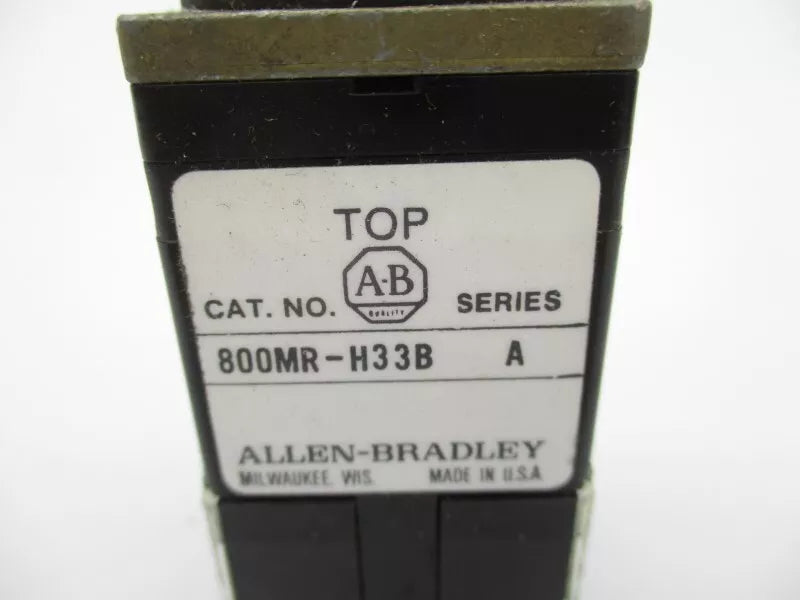 TOP
A-B
QUALITY
CAT. NO. SERIES
800MR-H33B A
ALLEN-BRADLEY
MILWAUKEE, WIS. MADE IN U.S.A.